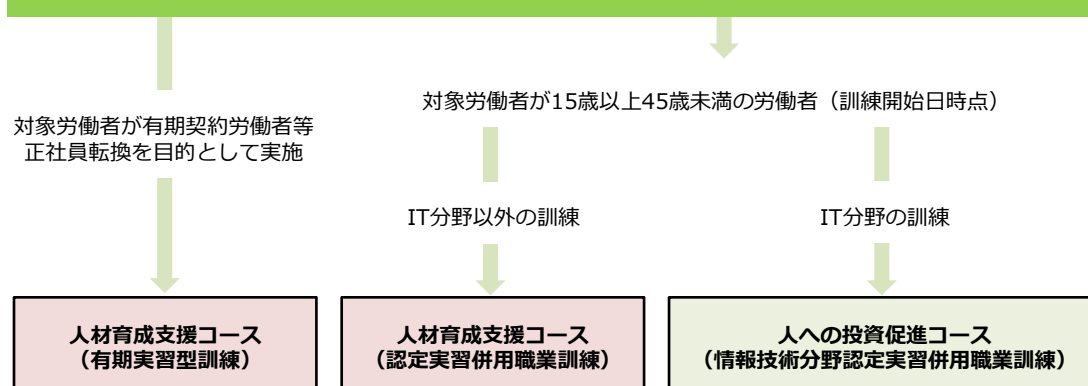 対象労働者が15歳以上45歳未満の労働者（訓練開始日時点）
対象労働者が有期契約労働者等
正社員転換を目的として実施
IT分野以外の訓練
IT分野の訓練
人材育成支援コース
（有期実習型訓練）
人材育成支援コース
（認定実習併用職業訓練）
人への投資促進コース
（情報技術分野認定実習併用職業訓練）